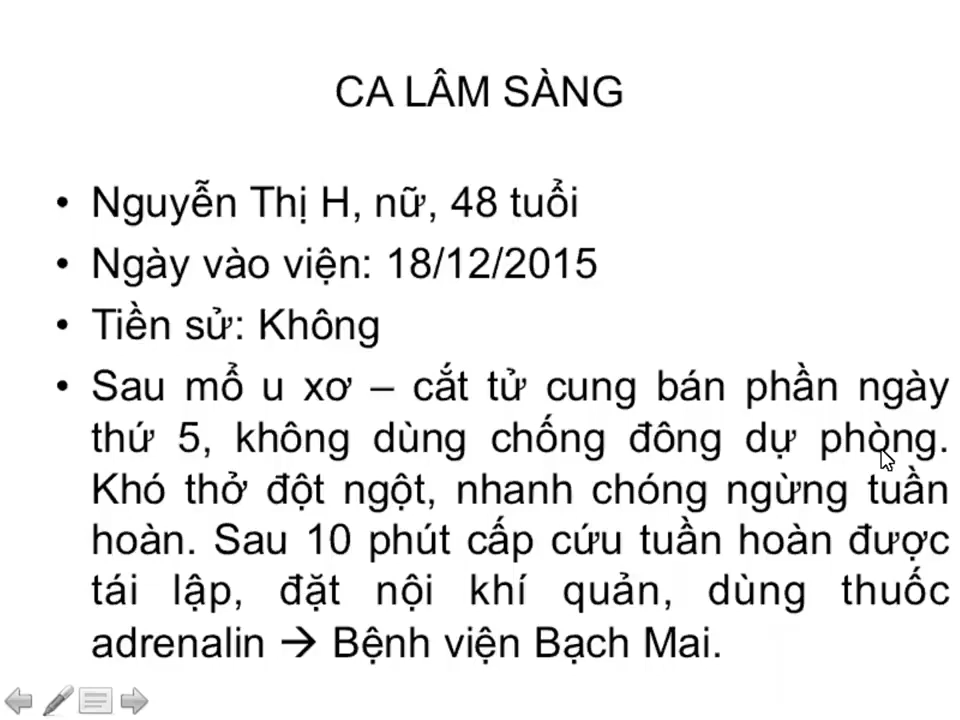 CA LÂM SÀNG
• Nguyễn Thị H, nữ, 48 tuổi
• Ngày vào viện: 18/12/2015
• Tiền sử: Không
• Sau mổ u xơ – cắt tử cung bán phần ngày
thứ 5, không dùng chống đông dự phòng.
Khó thở đột ngột, nhanh chóng ngừng tuần
hoàn. Sau 10 phút cấp cứu tuần hoàn được
tái lập, đặt nội khí quản, dùng thuốc
adrenalin → Bệnh viện Bạch Mai.